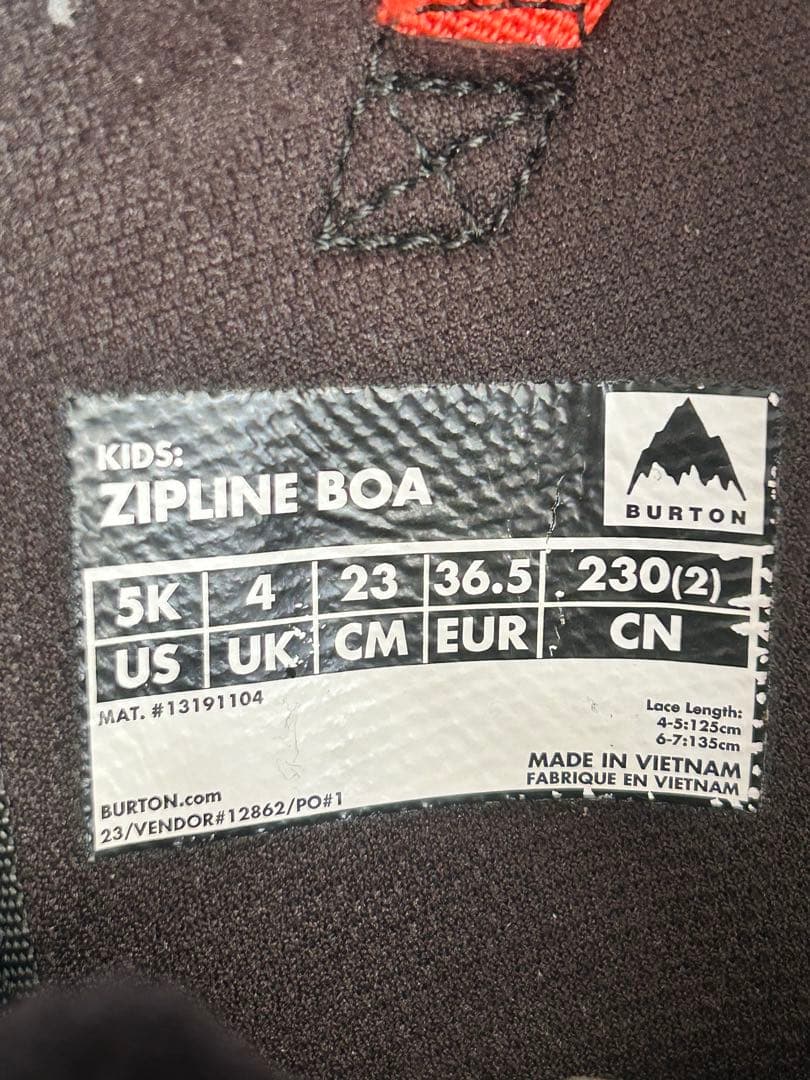 KIDS:
ZIPLINE BOA
BURTON
5K 4 23 36.5 230(2)
US UK CM EUR CN
MAT. #13191104
Lace Length:
4-5:125cm
6-7:135cm
MADE IN VIETNAM
FABRIQUE EN VIETNAM
BURTON.com
23/VENDOR#12862/PO#1